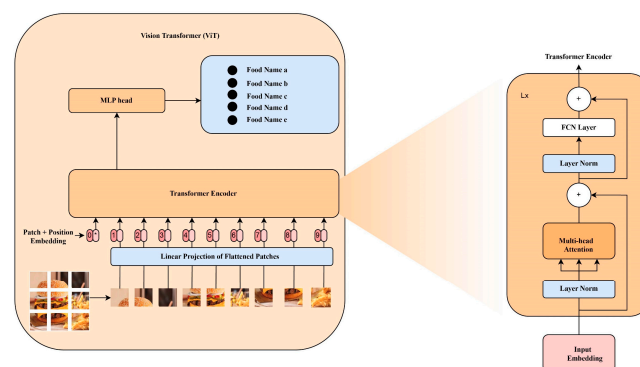 Vision Transformer (ViT)
Food Name a
Food Name b
Food Name c
Food Name d
Food Name e
MLP head
Transformer Encoder
Patch + Position
Embedding
0 * 1 2 3 4 5 6 7 8 9
Linear Projection of Flattened Patches
Transformer Encoder
Lx
+
FCN Layer
Layer Norm
+
Multi-head
Attention
Layer Norm
Input
Embedding